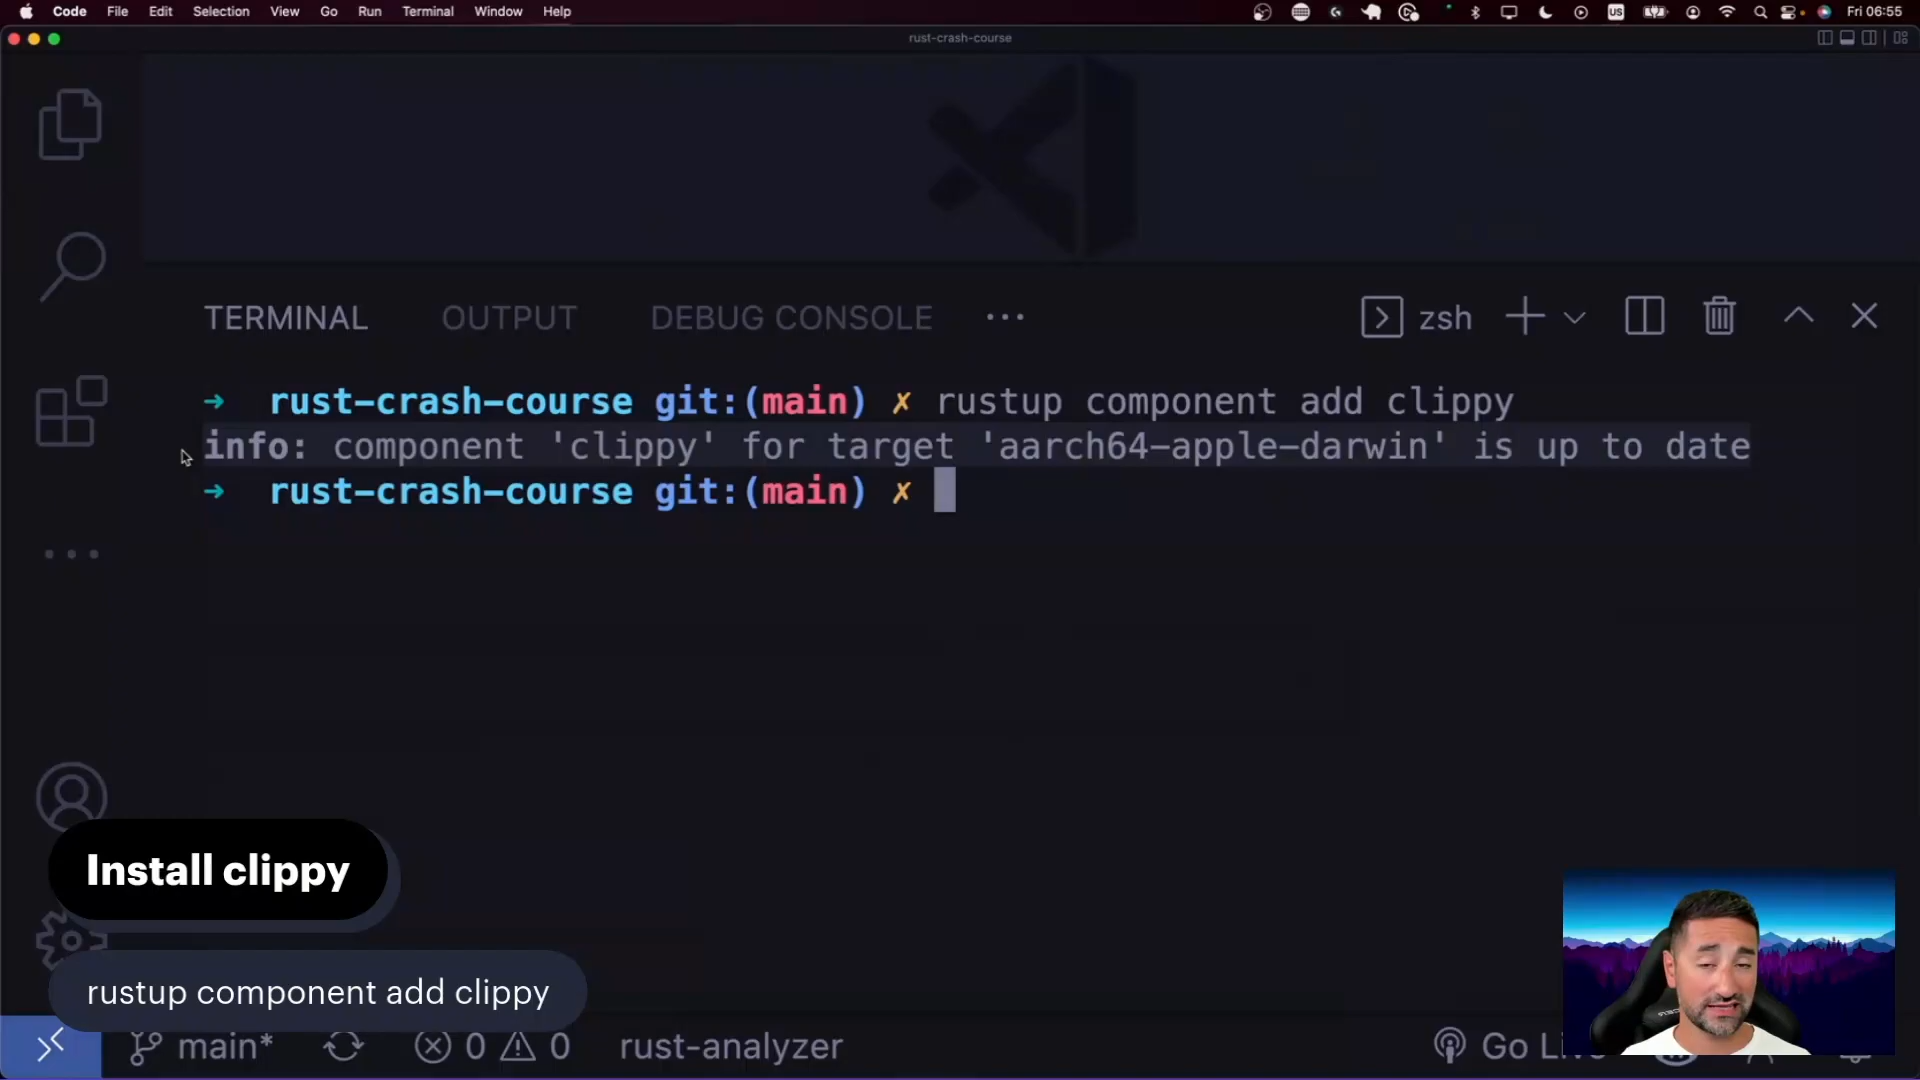 Code File Edit Selection View Go Run Terminal Window Help
US
Fri 06:55
rust-crash-course
TERMINAL OUTPUT DEBUG CONSOLE ...
zsh
→ rust-crash-course git:(main) ✗ rustup component add clippy
info: component 'clippy' for target 'aarch64-apple-darwin' is up to date
→ rust-crash-course git:(main) ✗
Install clippy
rustup component add clippy
main* 0 0 rust-analyzer
Go